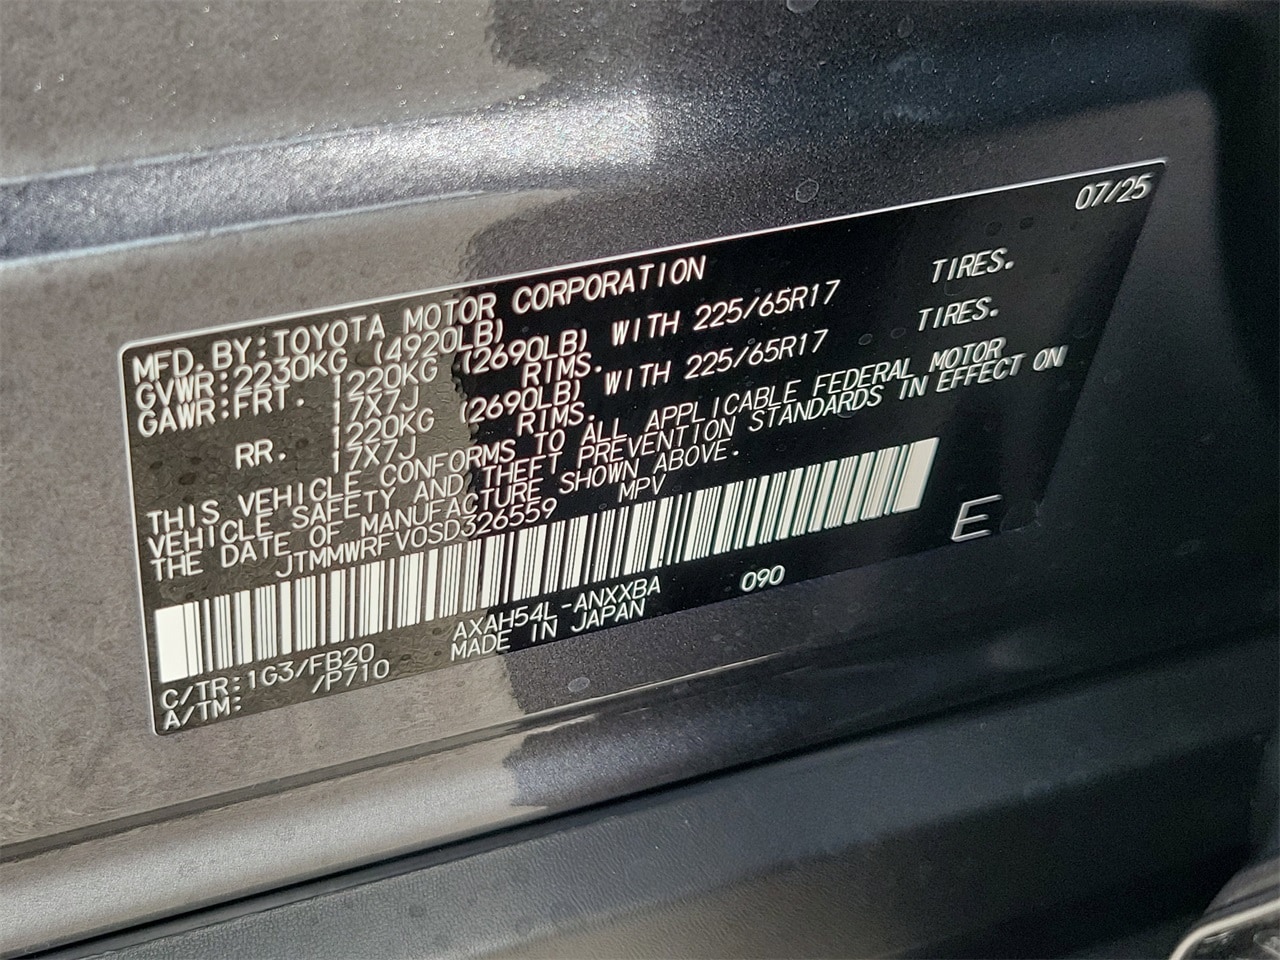 07/25
MFD.BY:TOYOTA MOTOR CORPORATION
GVWR:2230KG (4920LB)
GAWR:FRT. 1220KG (2690LB) WITH 225/65R17 TIRES.
17X7J RIMS.
RR. 1220KG (2690LB) WITH 225/65R17 TIRES.
17X7J RIMS.
THIS VEHICLE CONFORMS TO ALL APPLICABLE FEDERAL MOTOR
VEHICLE SAFETY AND THEFT PREVENTION STANDARDS IN EFFECT ON
THE DATE OF MANUFACTURE SHOWN ABOVE.
JTMMWRFV0SD326559 MPV
E
C/TR:1G3/FB20 AXAH54L-ANXXBA 090
A/TM: /P710 MADE IN JAPAN